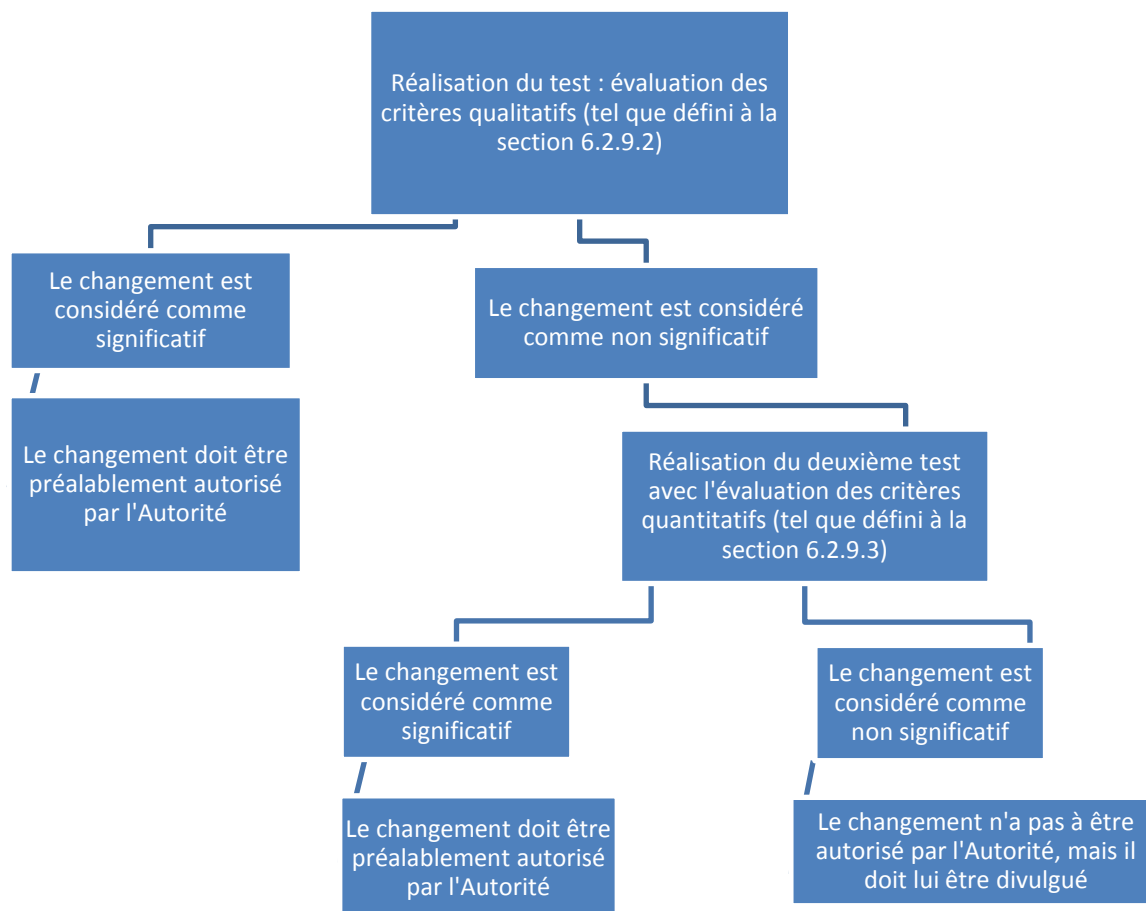 Réalisation du test : évaluation des
critères qualitatifs (tel que défini à la
section 6.2.9.2)
Le changement est
considéré comme
significatif
Le changement est considéré
comme non significatif
Le changement doit être
préalablement autorisé
par l'Autorité
Réalisation du deuxième test
avec l'évaluation des critères
quantitatifs (tel que défini à la
section 6.2.9.3)
Le changement est
considéré comme
significatif
Le changement est
considéré comme
non significatif
Le changement doit être
préalablement autorisé
par l'Autorité
Le changement n'a pas à être
autorisé par l'Autorité, mais il
doit lui être divulgué